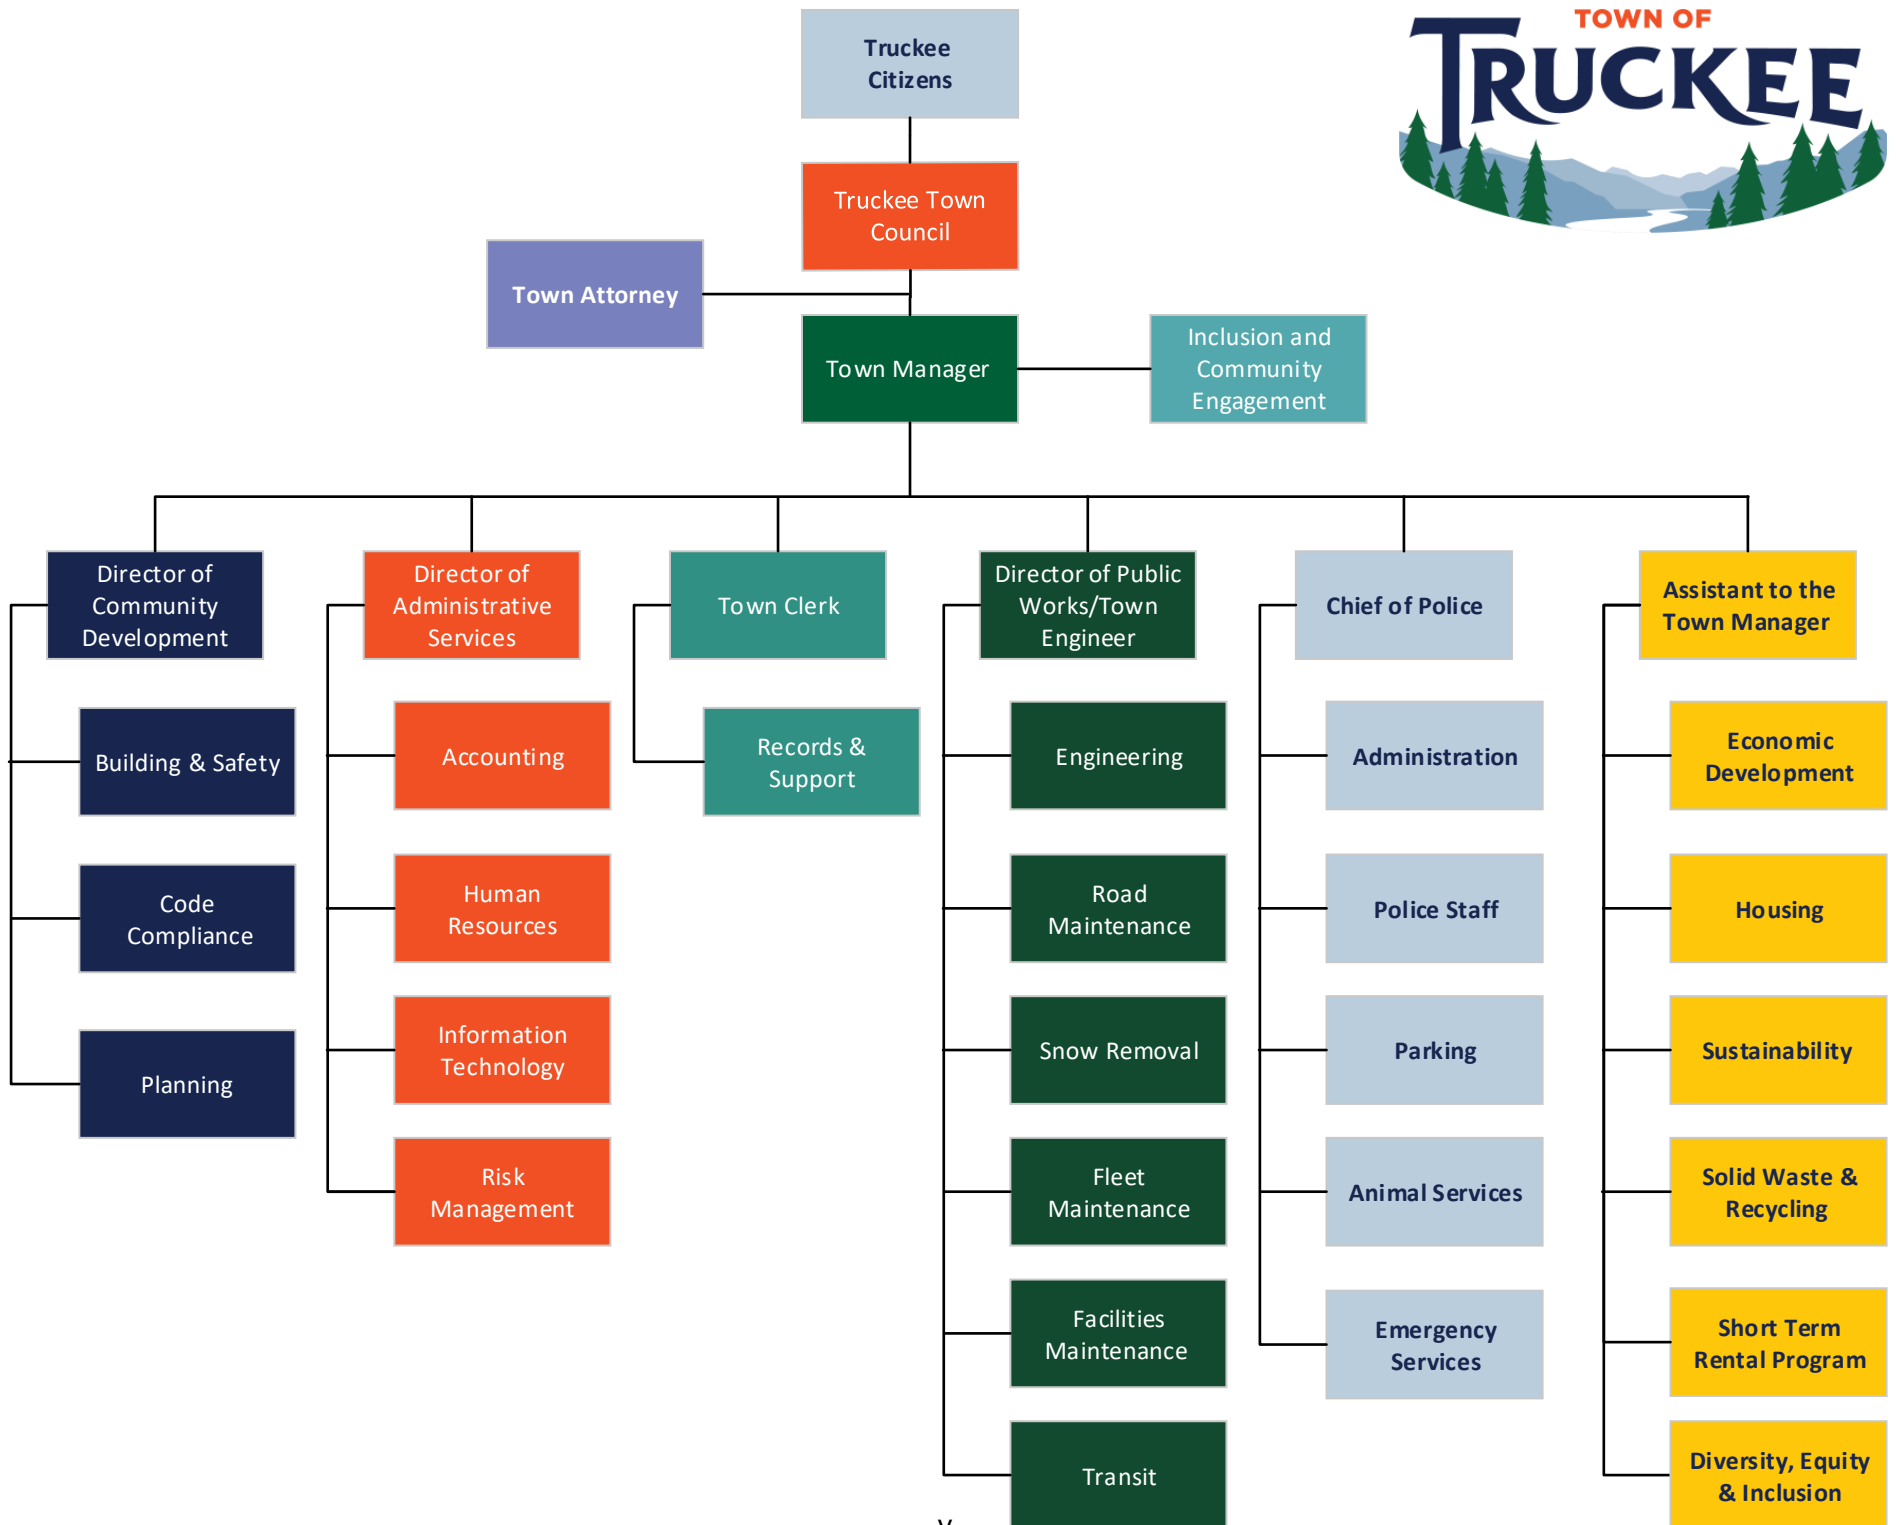 TOWN OF
TRUCKEE
Truckee
Citizens
Truckee Town
Council
Town Attorney
Town Manager
Inclusion and
Community
Engagement
Director of
Community
Development
Building & Safety
Code
Compliance
Planning
Director of
Administrative
Services
Accounting
Human
Resources
Information
Technology
Risk
Management
Town Clerk
Records &
Support
Director of Public
Works/Town
Engineer
Engineering
Road
Maintenance
Snow Removal
Fleet
Maintenance
Facilities
Maintenance
Transit
Chief of Police
Administration
Police Staff
Parking
Animal Services
Emergency
Services
Assistant to the
Town Manager
Economic
Development
Housing
Sustainability
Solid Waste &
Recycling
Short Term
Rental Program
Diversity, Equity
& Inclusion
v